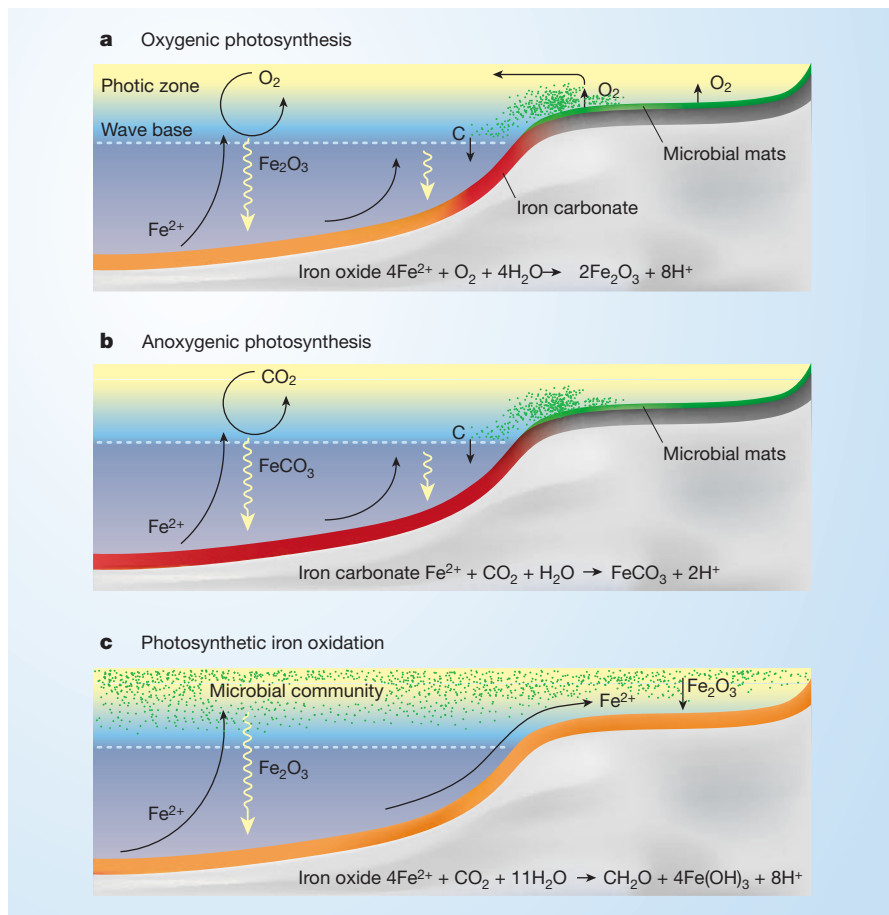 a Oxygenic photosynthesis
Photic zone
O₂
O₂
O₂
Wave base
C
Fe₂O₃
Microbial mats
Iron carbonate
Fe²⁺
Iron oxide 4Fe²⁺ + O₂ + 4H₂O→ 2Fe₂O₃ + 8H⁺
b Anoxygenic photosynthesis
CO₂
C
FeCO₃
Microbial mats
Fe²⁺
Iron carbonate Fe²⁺ + CO₂ + H₂O → FeCO₃ + 2H⁺
c Photosynthetic iron oxidation
Microbial community
Fe²⁺
Fe₂O₃
Fe₂O₃
Fe²⁺
Iron oxide 4Fe²⁺ + CO₂ + 11H₂O → CH₂O + 4Fe(OH)₃ + 8H⁺